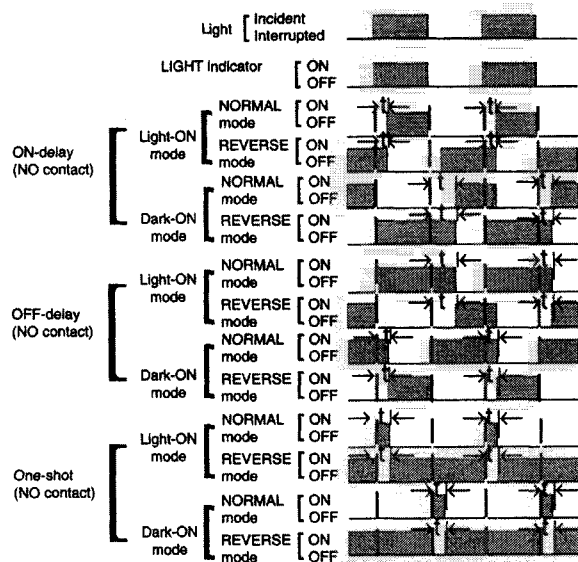 Light
Incident
Interrupted
LIGHT Indicator
ON
OFF
ON-delay
(NO contact)
Light-ON
mode
NORMAL
mode
ON
OFF
t
t
REVERSE
mode
ON
OFF
t
t
Dark-ON
mode
NORMAL
mode
ON
OFF
t
t
REVERSE
mode
ON
OFF
t
t
OFF-delay
(NO contact)
Light-ON
mode
NORMAL
mode
ON
OFF
t
t
REVERSE
mode
ON
OFF
t
t
Dark-ON
mode
NORMAL
mode
ON
OFF
t
t
REVERSE
mode
ON
OFF
t
t
One-shot
(NO contact)
Light-ON
mode
NORMAL
mode
ON
OFF
t
t
REVERSE
mode
ON
OFF
t
t
Dark-ON
mode
NORMAL
mode
ON
OFF
t
t
REVERSE
mode
ON
OFF
t
t